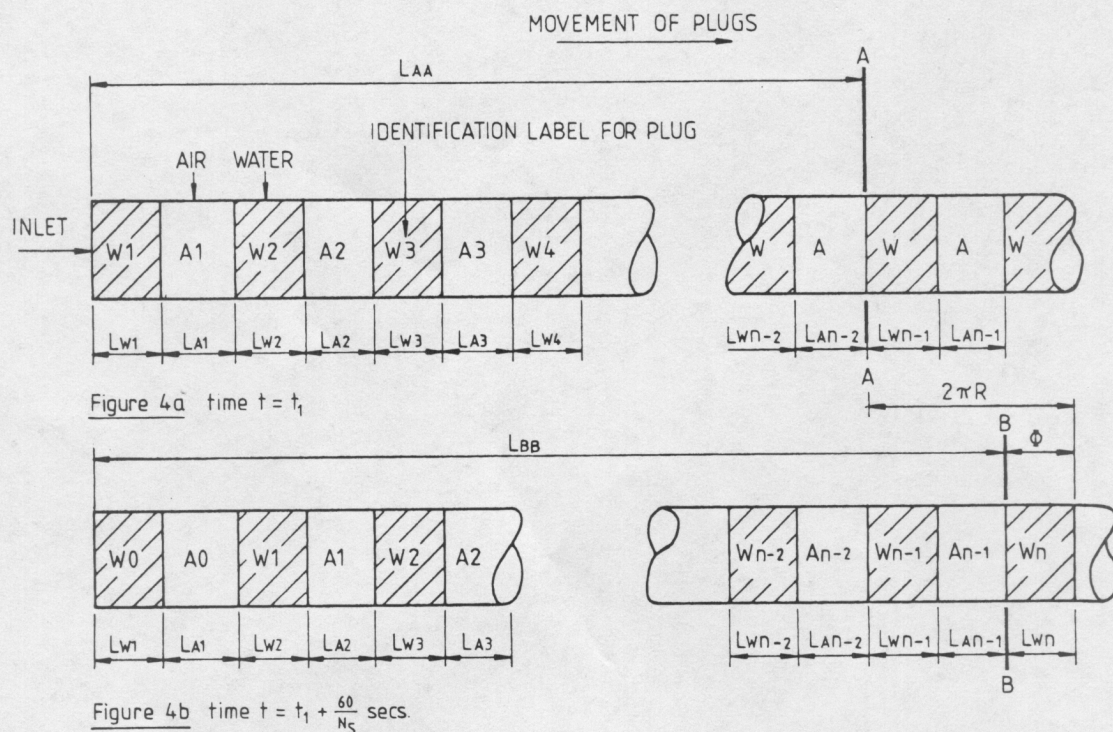 MOVEMENT OF PLUGS
LAA
A
IDENTIFICATION LABEL FOR PLUG
AIR WATER
INLET
W1 A1 W2 A2 W3 A3 W4 W A W A W
LW1 LA1 LW2 LA2 LW3 LA3 LW4 LWn-2 LAn-2 LWn-1 LAn-1
A
Figure 4a time t = t₁
2πR
B
LBB
Φ
W0 A0 W1 A1 W2 A2 Wn-2 An-2 Wn-1 An-1 Wn
LW1 LA1 LW2 LA2 LW3 LA3 LWn-2 LAn-2 LWn-1 LAn-1 LWn
B
Figure 4b time t = t₁ + 60/NS secs.